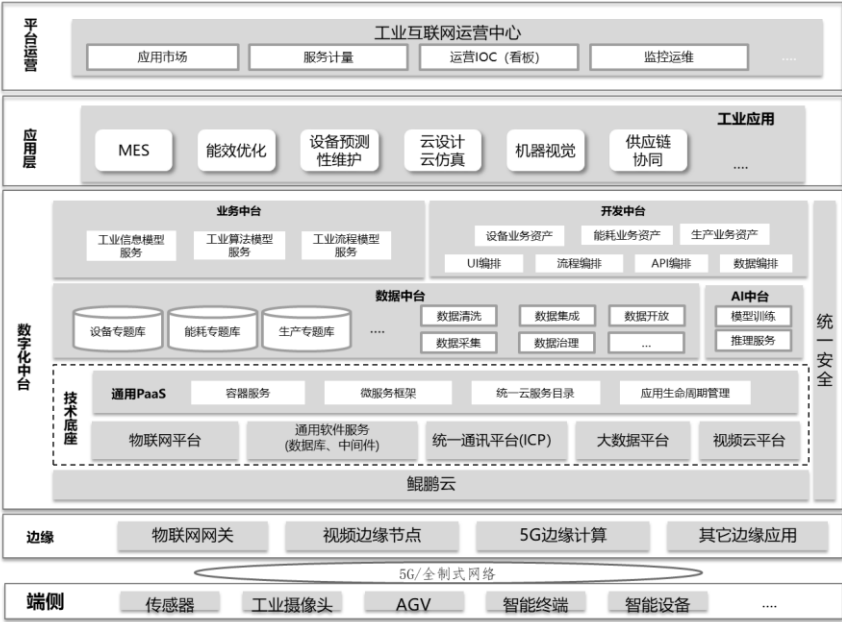 平台运营
工业互联网运营中心
应用市场
服务计量
运营IOC（看板）
监控运维
....
应用层
工业应用
MES
能效优化
设备预测
性维护
云设计
云仿真
机器视觉
供应链
协同
....
数字化中台
业务中台
工业信息模型
服务
工业算法模型
服务
工业流程模型
服务
开发中台
设备业务资产
能耗业务资产
生产业务资产
UI编排
流程编排
API编排
数据编排
数据中台
设备专题库
能耗专题库
生产专题库
....
数据清洗
数据集成
数据开放
数据采集
数据治理
...
AI中台
模型训练
推理服务
统一安全
技术底座
通用PaaS
容器服务
微服务框架
统一云服务目录
应用生命周期管理
物联网平台
通用软件服务
(数据库、中间件)
统一通讯平台(ICP)
大数据平台
视频云平台
鲲鹏云
边缘
物联网网关
视频边缘节点
5G边缘计算
其它边缘应用
5G/全制式网络
端侧
传感器
工业摄像头
AGV
智能终端
智能设备
....